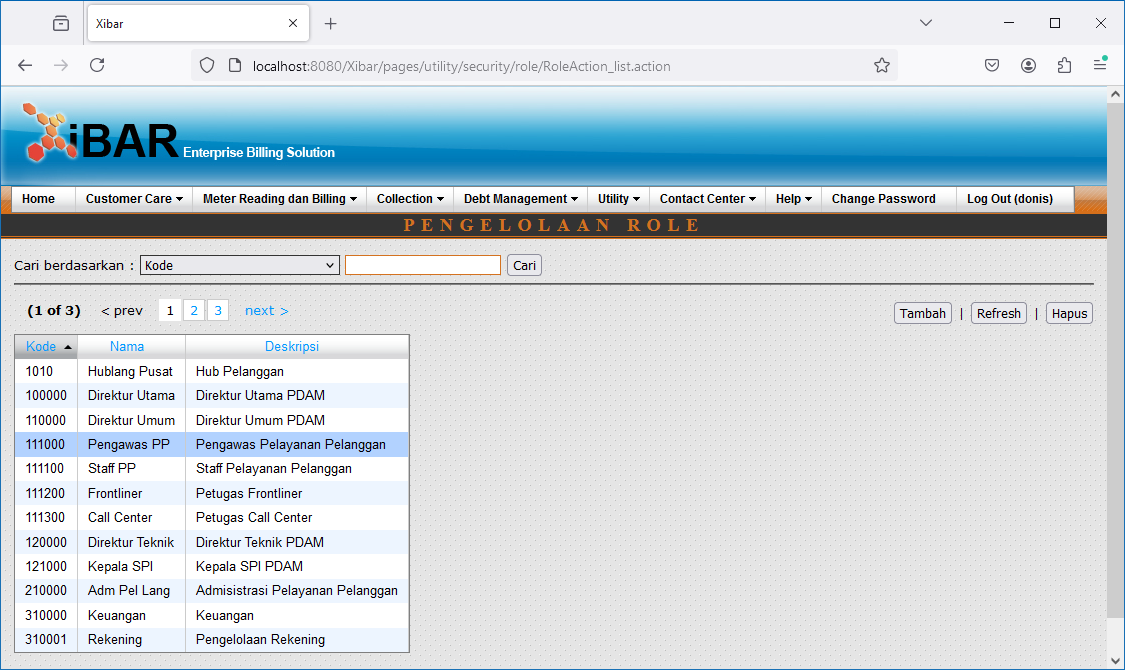 Xibar
localhost:8080/Xibar/pages/utility/security/role/RoleAction_list.action
iBAR Enterprise Billing Solution
Home Customer Care Meter Reading dan Billing Collection Debt Management Utility Contact Center Help Change Password Log Out (donis)
PENGELOLAAN ROLE
Cari berdasarkan : Kode Cari
(1 of 3) < prev 1 2 3 next > Tambah | Refresh | Hapus
Kode Nama Deskripsi
1010 Hublang Pusat Hub Pelanggan
100000 Direktur Utama Direktur Utama PDAM
110000 Direktur Umum Direktur Umum PDAM
111000 Pengawas PP Pengawas Pelayanan Pelanggan
111100 Staff PP Staff Pelayanan Pelanggan
111200 Frontliner Petugas Frontliner
111300 Call Center Petugas Call Center
120000 Direktur Teknik Direktur Teknik PDAM
121000 Kepala SPI Kepala SPI PDAM
210000 Adm Pel Lang Admisistrasi Pelayanan Pelanggan
310000 Keuangan Keuangan
310001 Rekening Pengelolaan Rekening